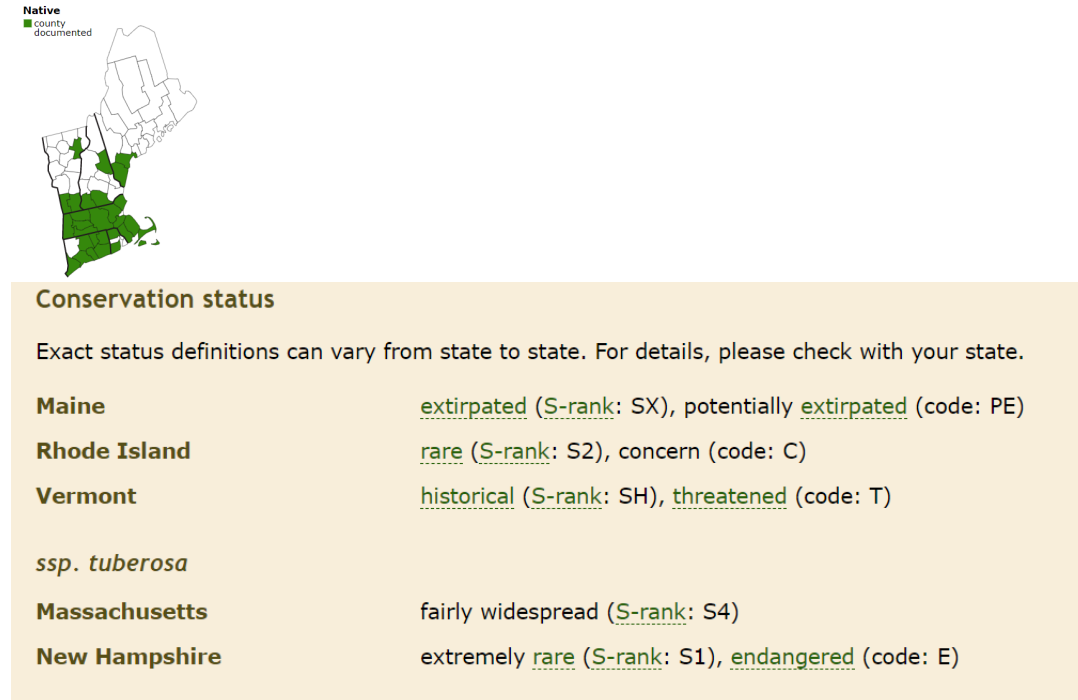 Native
county
documented
Conservation status
Exact status definitions can vary from state to state. For details, please check with your state.
Maine extirpated (S-rank: SX), potentially extirpated (code: PE)
Rhode Island rare (S-rank: S2), concern (code: C)
Vermont historical (S-rank: SH), threatened (code: T)
ssp. tuberosa
Massachusetts fairly widespread (S-rank: S4)
New Hampshire extremely rare (S-rank: S1), endangered (code: E)